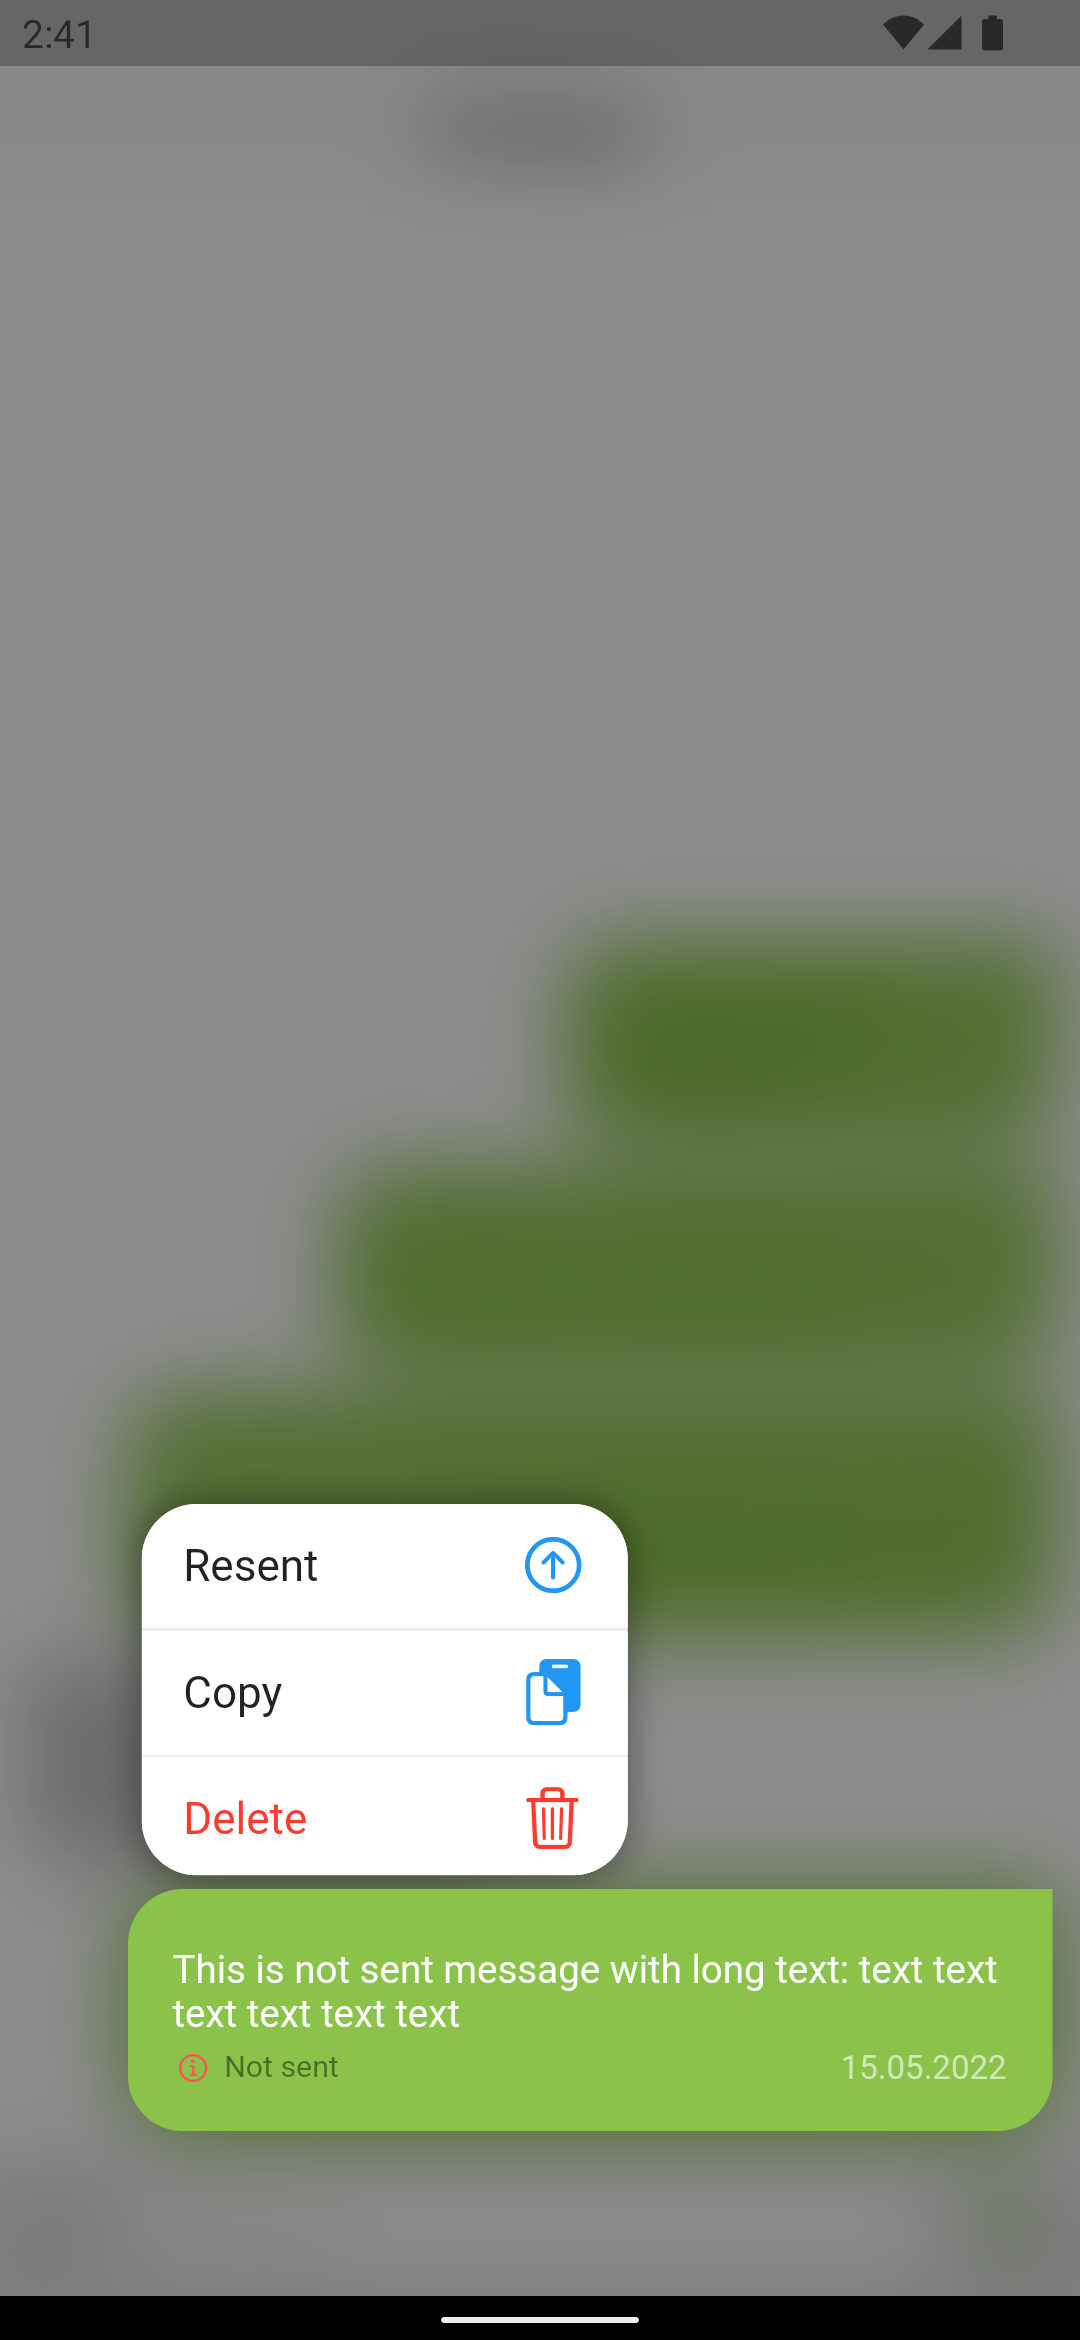 2:41
Resent
Copy
Delete
This is not sent message with long text: text text
text text text text
Not sent
15.05.2022